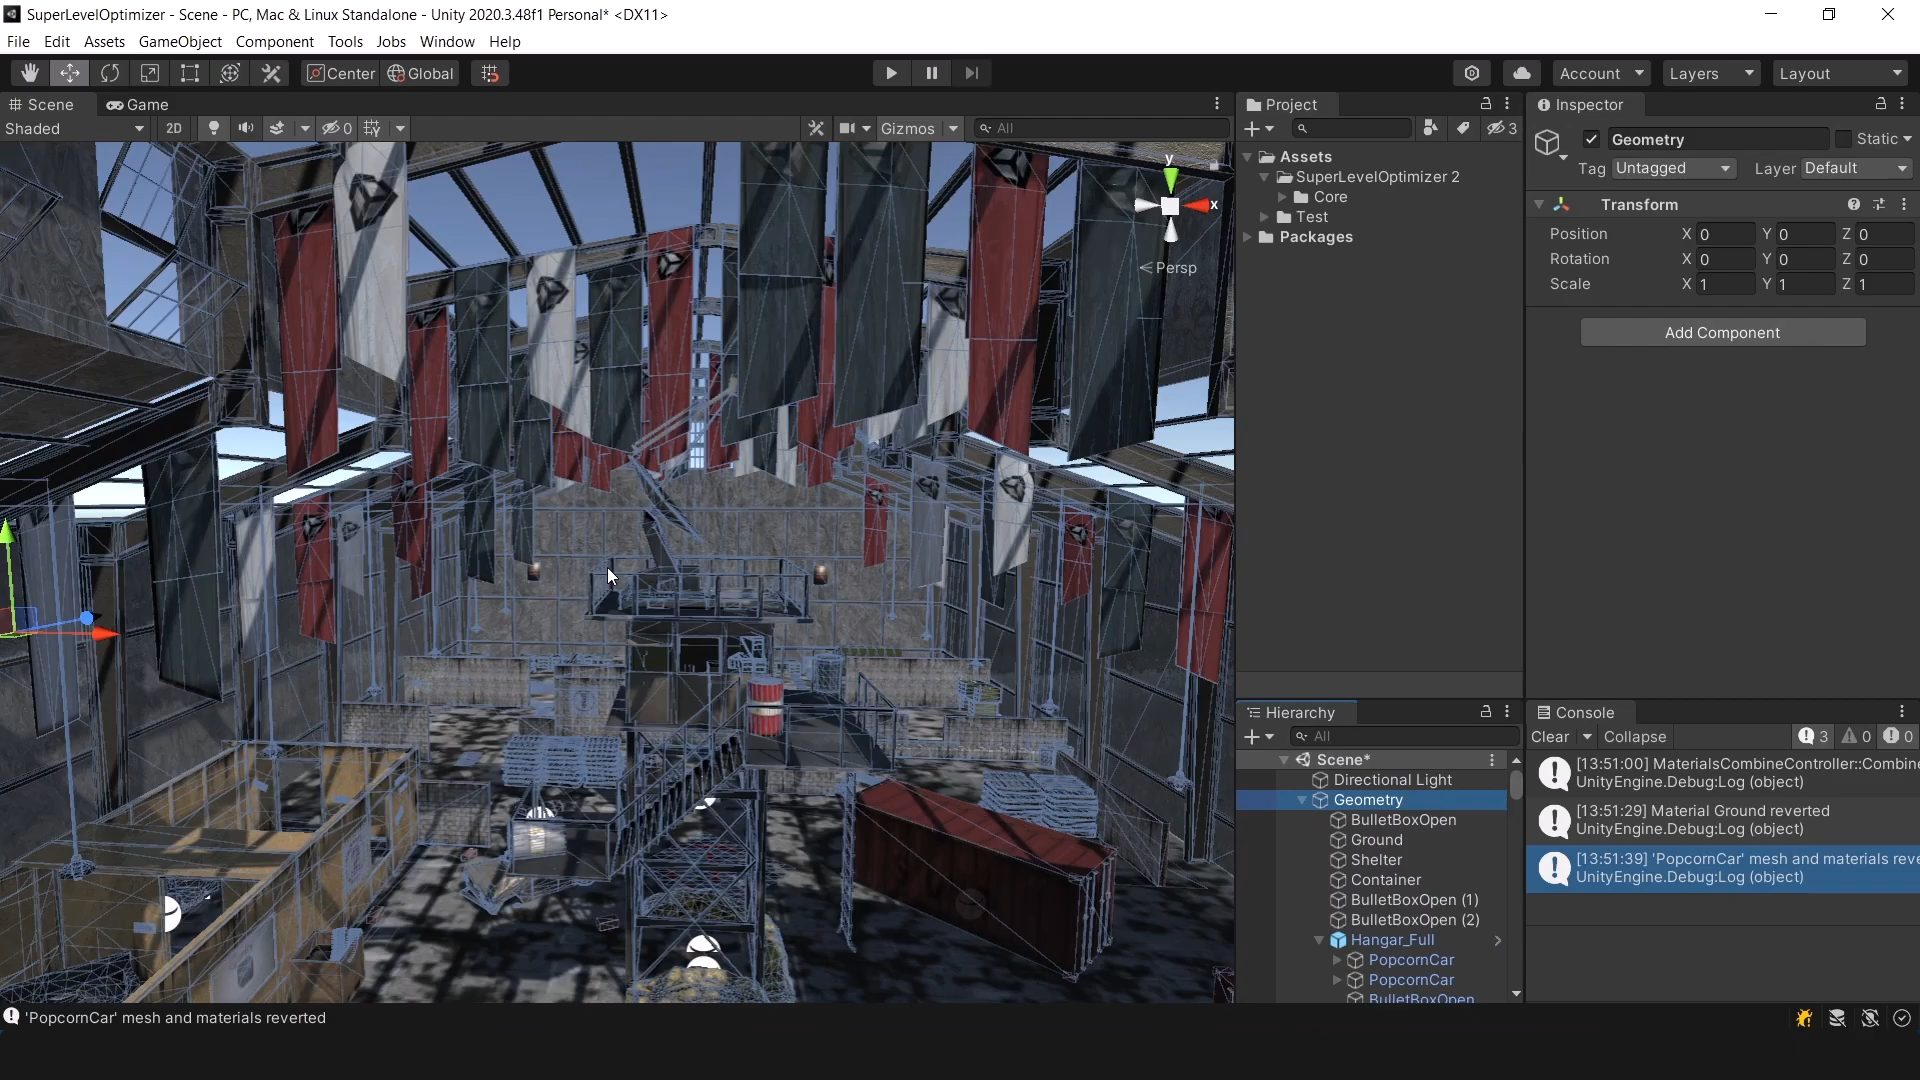 SuperLevelOptimizer - Scene - PC, Mac & Linux Standalone - Unity 2020.3.48f1 Personal* <DX11>
File Edit Assets GameObject Component Tools Jobs Window Help
Center Global Account Layers Layout
Scene Game
Shaded 2D 0 Gizmos All
y
x
Persp
Project
3
Assets
SuperLevelOptimizer 2
Core
Test
Packages
Inspector
Geometry Static
Tag Untagged Layer Default
Transform
Position X 0 Y 0 Z 0
Rotation X 0 Y 0 Z 0
Scale X 1 Y 1 Z 1
Add Component
Hierarchy
All
Scene*
Directional Light
Geometry
BulletBoxOpen
Ground
Shelter
Container
BulletBoxOpen (1)
BulletBoxOpen (2)
Hangar_Full
PopcornCar
PopcornCar
BulletBoxOpen
Console
Clear Collapse 3 0 0
[13:51:00] MaterialsCombineController::Combine
UnityEngine.Debug:Log (object)
[13:51:29] Material Ground reverted
UnityEngine.Debug:Log (object)
[13:51:39] 'PopcornCar' mesh and materials reve
UnityEngine.Debug:Log (object)
'PopcornCar' mesh and materials reverted